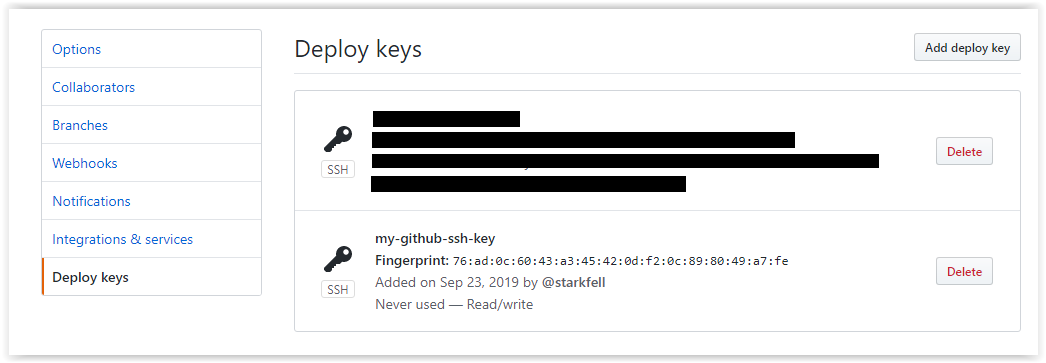 Options
Collaborators
Branches
Webhooks
Notifications
Integrations & services
Deploy keys
Deploy keys
Add deploy key
SSH
Delete
my-github-ssh-key
Fingerprint: 76:ad:0c:60:43:a3:45:42:0d:f2:0c:89:80:49:a7:fe
Added on Sep 23, 2019 by @starkfell
Never used — Read/write
SSH
Delete